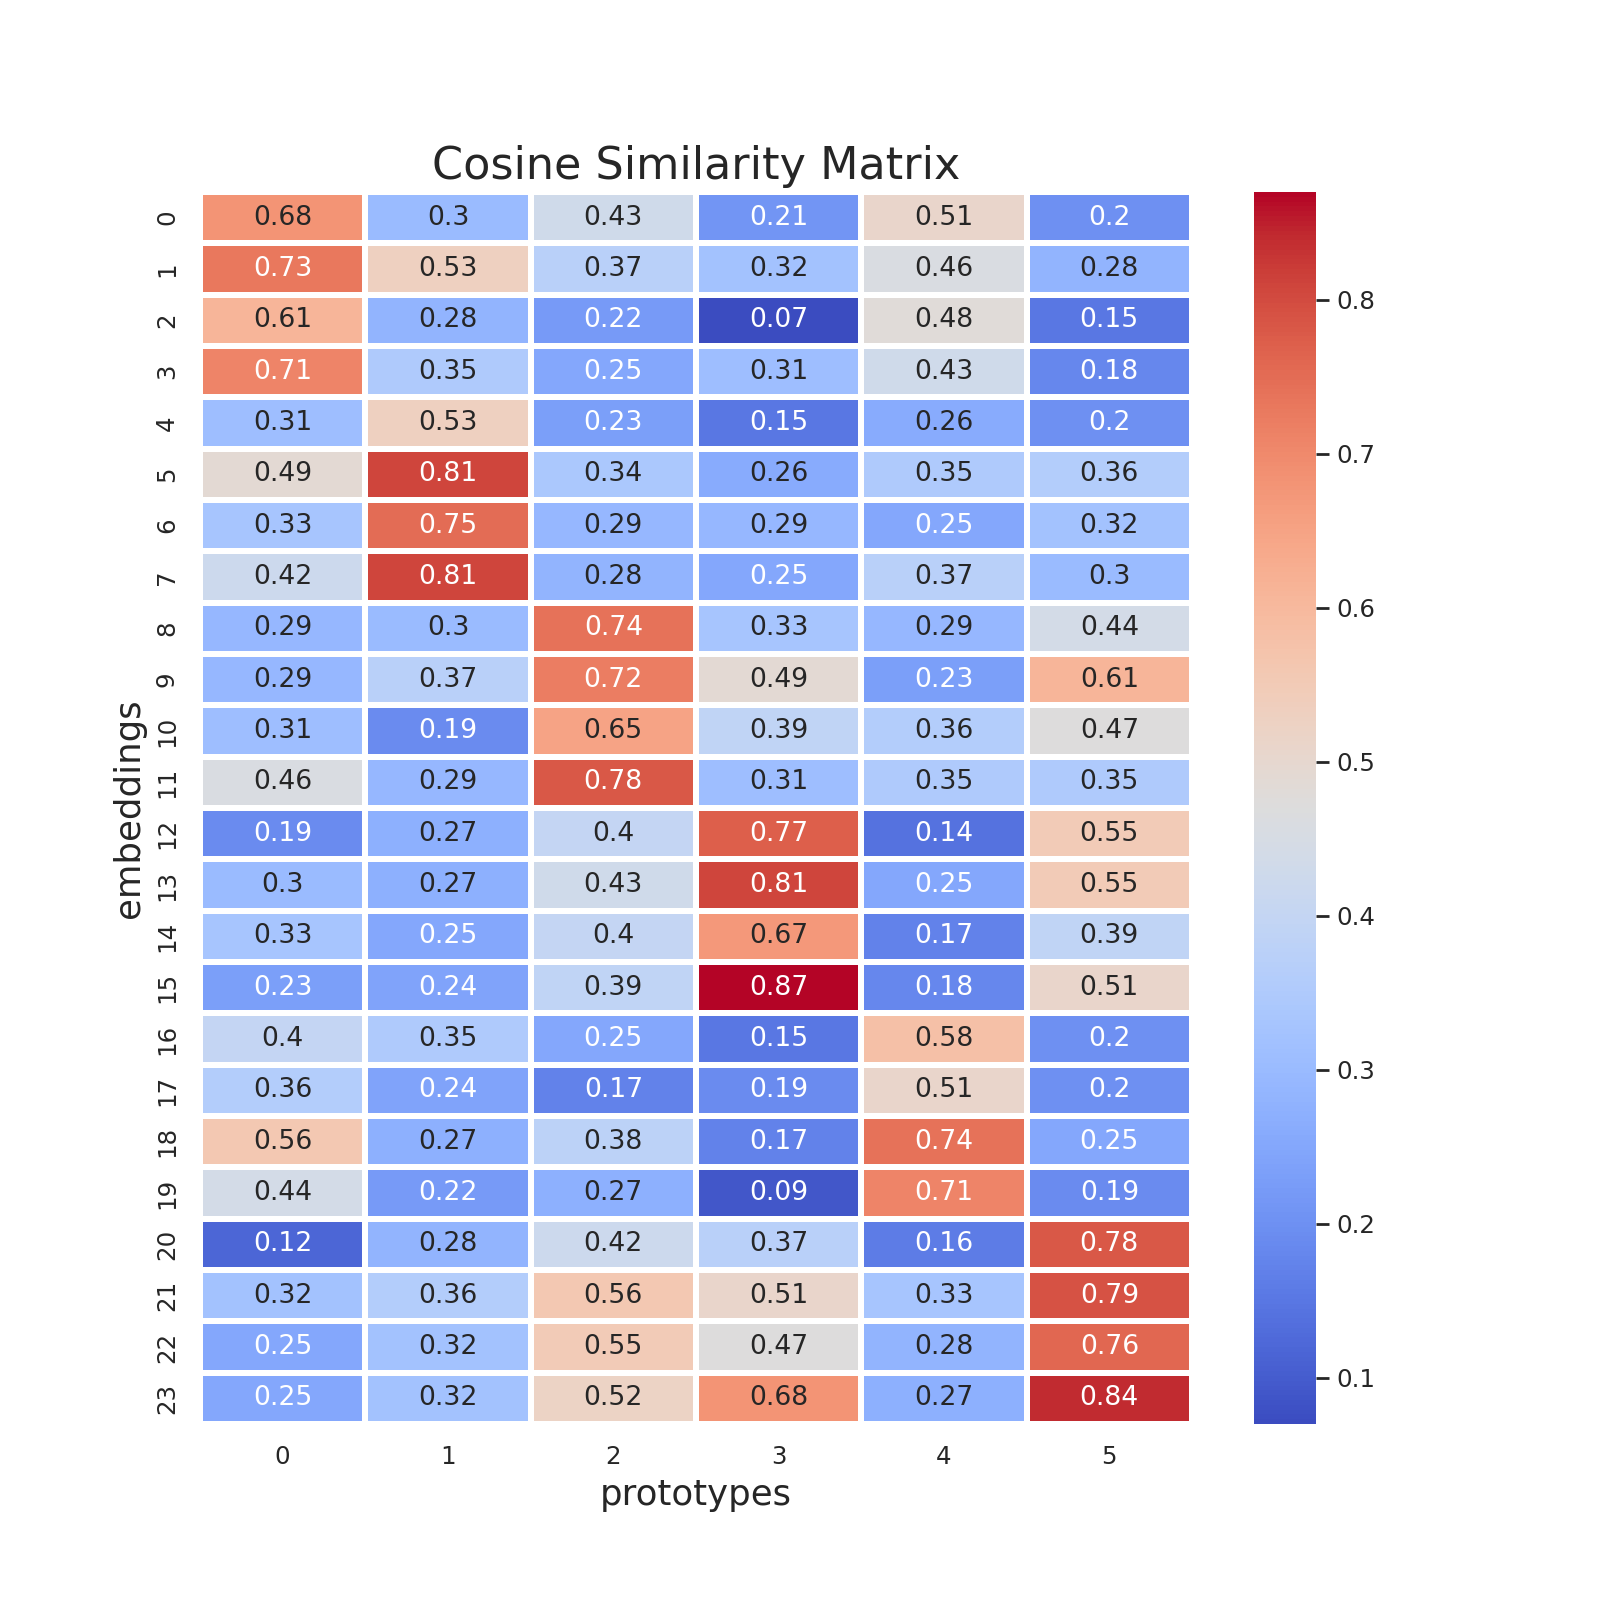 Cosine Similarity Matrix
0 0.68 0.3 0.43 0.21 0.51 0.2
1 0.73 0.53 0.37 0.32 0.46 0.28
2 0.61 0.28 0.22 0.07 0.48 0.15
3 0.71 0.35 0.25 0.31 0.43 0.18
4 0.31 0.53 0.23 0.15 0.26 0.2
5 0.49 0.81 0.34 0.26 0.35 0.36
6 0.33 0.75 0.29 0.29 0.25 0.32
7 0.42 0.81 0.28 0.25 0.37 0.3
8 0.29 0.3 0.74 0.33 0.29 0.44
9 0.29 0.37 0.72 0.49 0.23 0.61
10 0.31 0.19 0.65 0.39 0.36 0.47
11 0.46 0.29 0.78 0.31 0.35 0.35
12 0.19 0.27 0.4 0.77 0.14 0.55
13 0.3 0.27 0.43 0.81 0.25 0.55
14 0.33 0.25 0.4 0.67 0.17 0.39
15 0.23 0.24 0.39 0.87 0.18 0.51
16 0.4 0.35 0.25 0.15 0.58 0.2
17 0.36 0.24 0.17 0.19 0.51 0.2
18 0.56 0.27 0.38 0.17 0.74 0.25
19 0.44 0.22 0.27 0.09 0.71 0.19
20 0.12 0.28 0.42 0.37 0.16 0.78
21 0.32 0.36 0.56 0.51 0.33 0.79
22 0.25 0.32 0.55 0.47 0.28 0.76
23 0.25 0.32 0.52 0.68 0.27 0.84
0 1 2 3 4 5
prototypes
embeddings
0.8
0.7
0.6
0.5
0.4
0.3
0.2
0.1